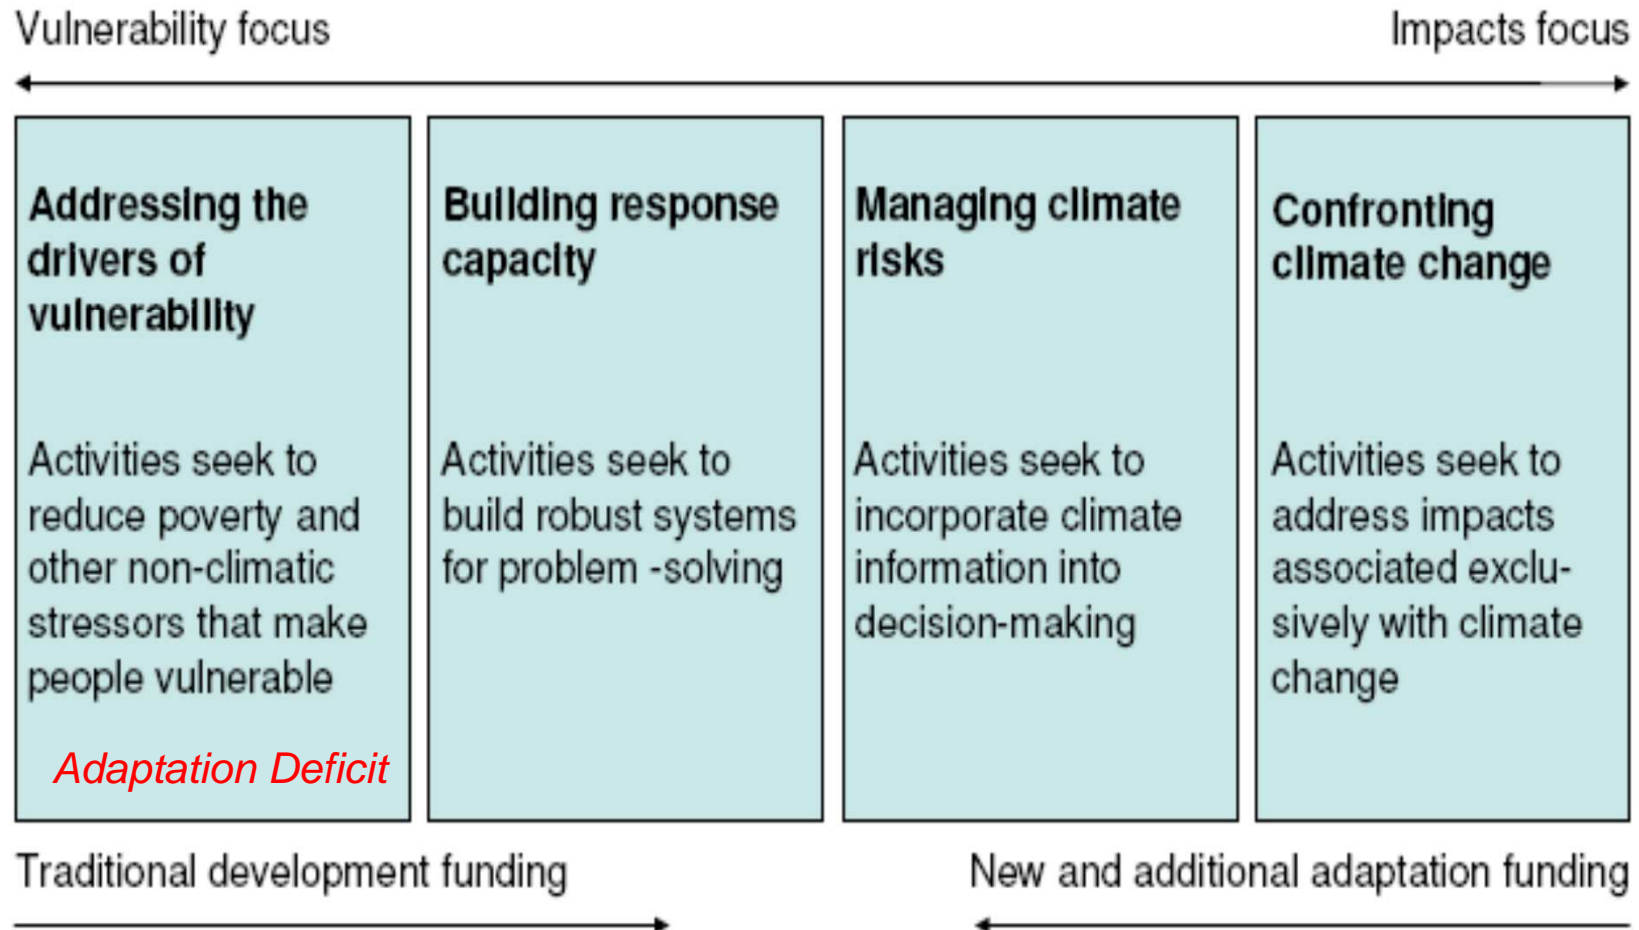 Vulnerability focus
Impacts focus
Addressing the
drivers of
vulnerability
Activities seek to
reduce poverty and
other non-climatic
stressors that make
people vulnerable
Adaptation Deficit
Building response
capacity
Activities seek to
build robust systems
for problem -solving
Managing climate
risks
Activities seek to
incorporate climate
information into
decision-making
Confronting
climate change
Activities seek to
address impacts
associated exclu-
sively with climate
change
Traditional development funding
New and additional adaptation funding